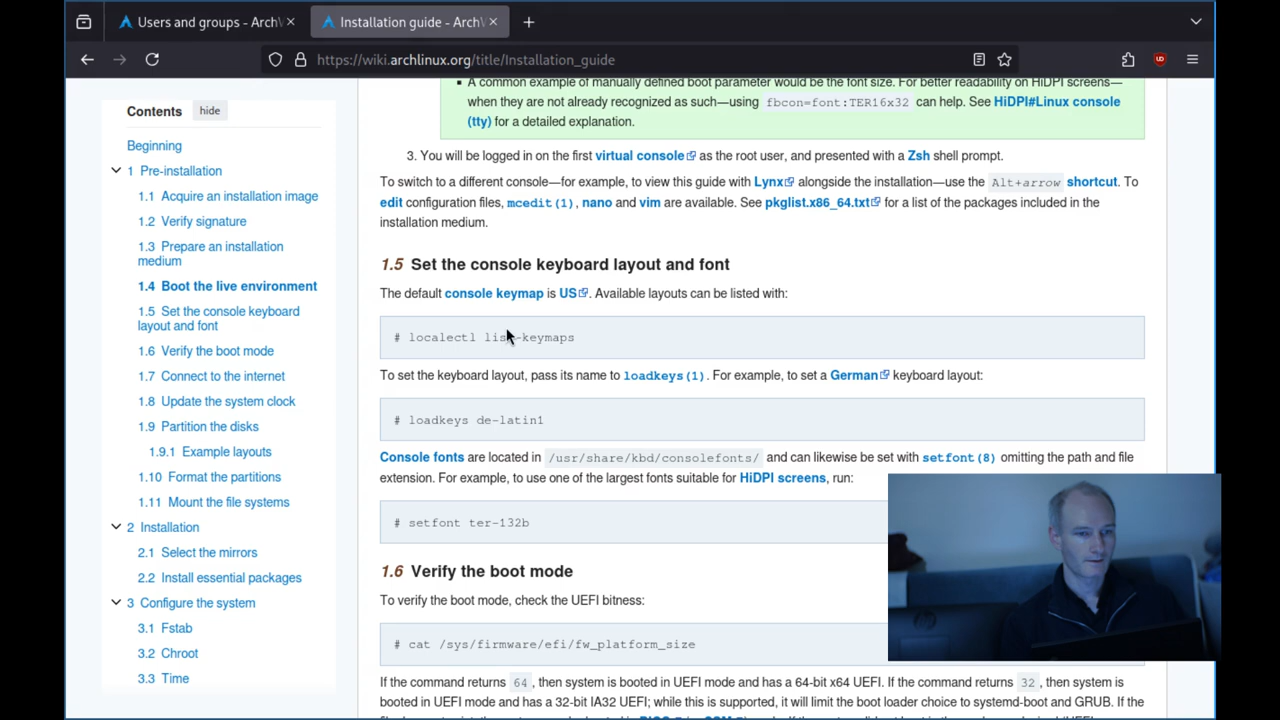 Users and groups - ArchW
Installation guide - ArchW
https://wiki.archlinux.org/title/Installation_guide
Contents hide
Beginning
1 Pre-installation
1.1 Acquire an installation image
1.2 Verify signature
1.3 Prepare an installation
medium
1.4 Boot the live environment
1.5 Set the console keyboard
layout and font
1.6 Verify the boot mode
1.7 Connect to the internet
1.8 Update the system clock
1.9 Partition the disks
1.9.1 Example layouts
1.10 Format the partitions
1.11 Mount the file systems
2 Installation
2.1 Select the mirrors
2.2 Install essential packages
3 Configure the system
3.1 Fstab
3.2 Chroot
3.3 Time
▪ A common example of manually defined boot parameter would be the font size. For better readability on HiDPI screens—
when they are not already recognized as such—using fbcon=font:TER16x32 can help. See HiDPI#Linux console
(tty) for a detailed explanation.
3. You will be logged in on the first virtual console as the root user, and presented with a Zsh shell prompt.
To switch to a different console—for example, to view this guide with Lynx alongside the installation—use the Alt+arrow shortcut. To
edit configuration files, mcedit(1), nano and vim are available. See pkglist.x86_64.txt for a list of the packages included in the
installation medium.
1.5 Set the console keyboard layout and font
The default console keymap is US. Available layouts can be listed with:
# localectl list-keymaps
To set the keyboard layout, pass its name to loadkeys(1). For example, to set a German keyboard layout:
# loadkeys de-latin1
Console fonts are located in /usr/share/kbd/consolefonts/ and can likewise be set with setfont(8) omitting the path and file
extension. For example, to use one of the largest fonts suitable for HiDPI screens, run:
# setfont ter-132b
1.6 Verify the boot mode
To verify the boot mode, check the UEFI bitness:
# cat /sys/firmware/efi/fw_platform_size
If the command returns 64, then system is booted in UEFI mode and has a 64-bit x64 UEFI. If the command returns 32, then system is
booted in UEFI mode and has a 32-bit IA32 UEFI; while this is supported, it will limit the boot loader choice to systemd-boot and GRUB. If the